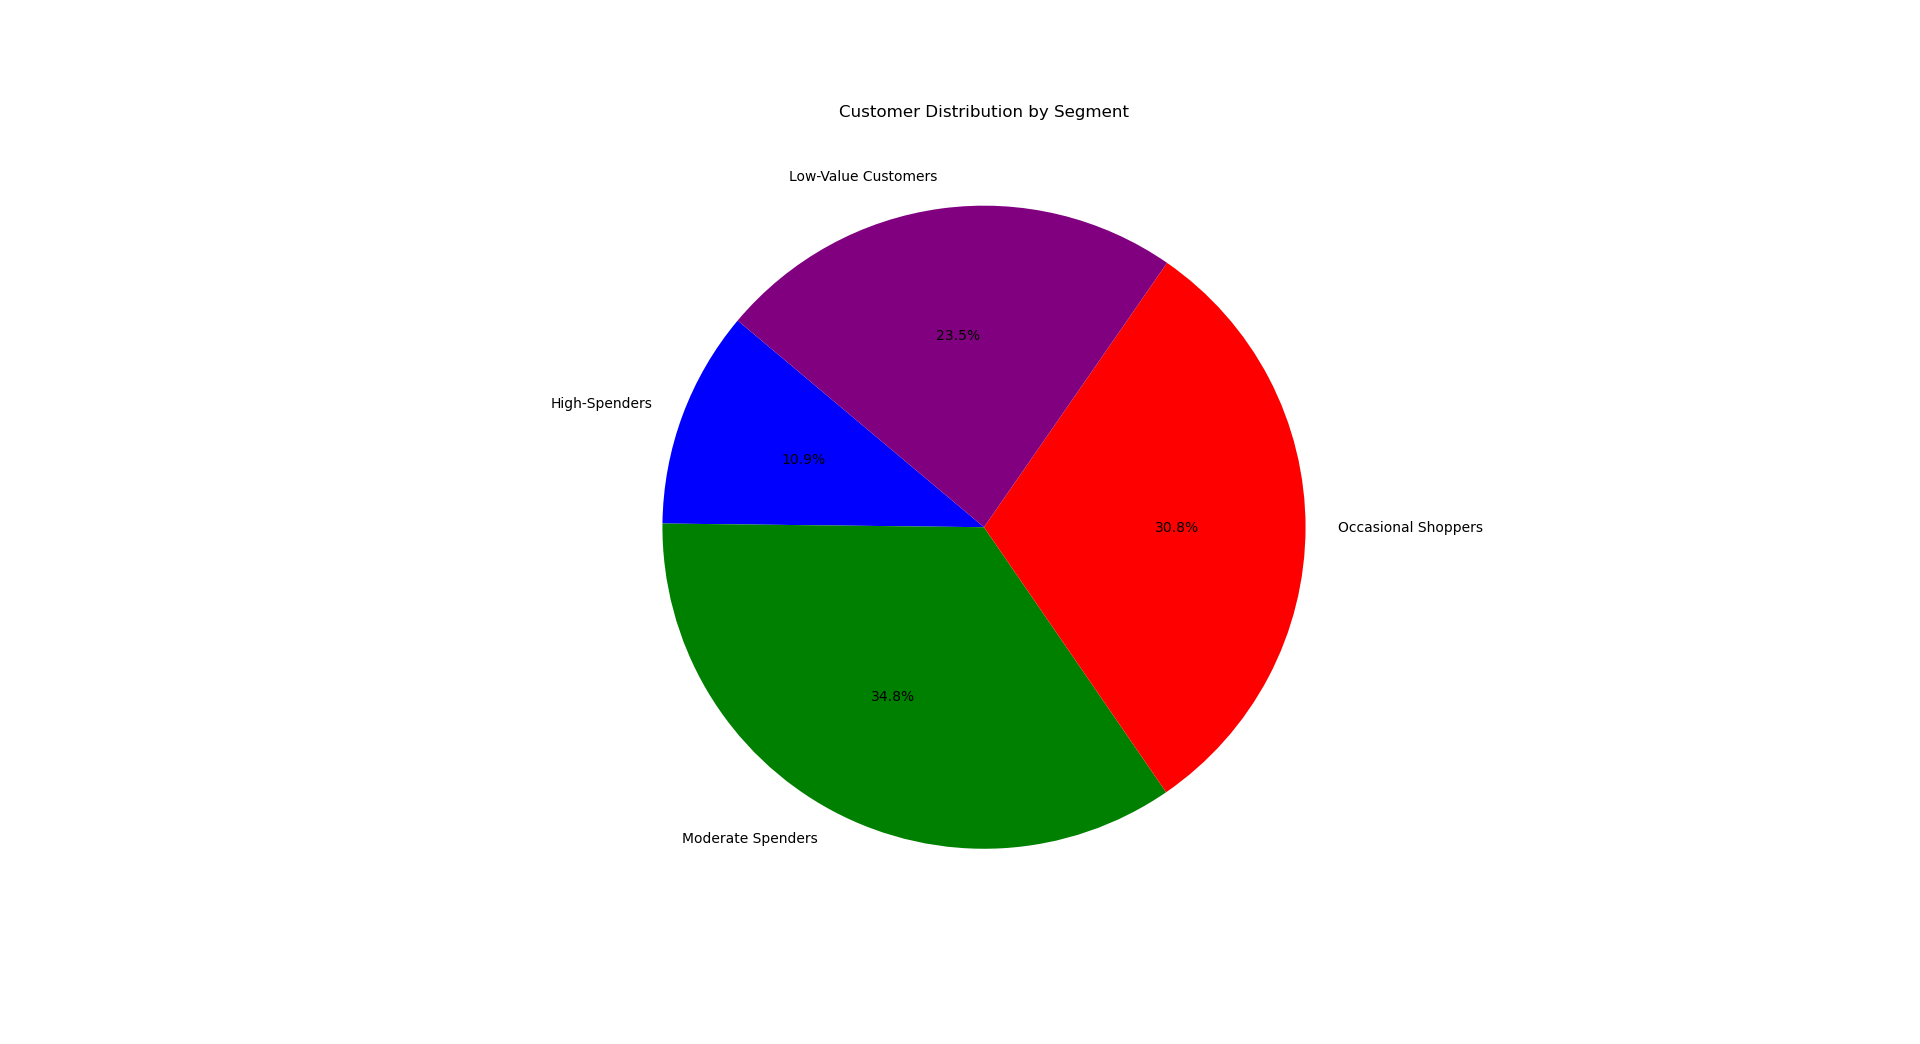 Customer Distribution by Segment
Low-Value Customers
23.5%
High-Spenders
10.9%
30.8%
Occasional Shoppers
34.8%
Moderate Spenders